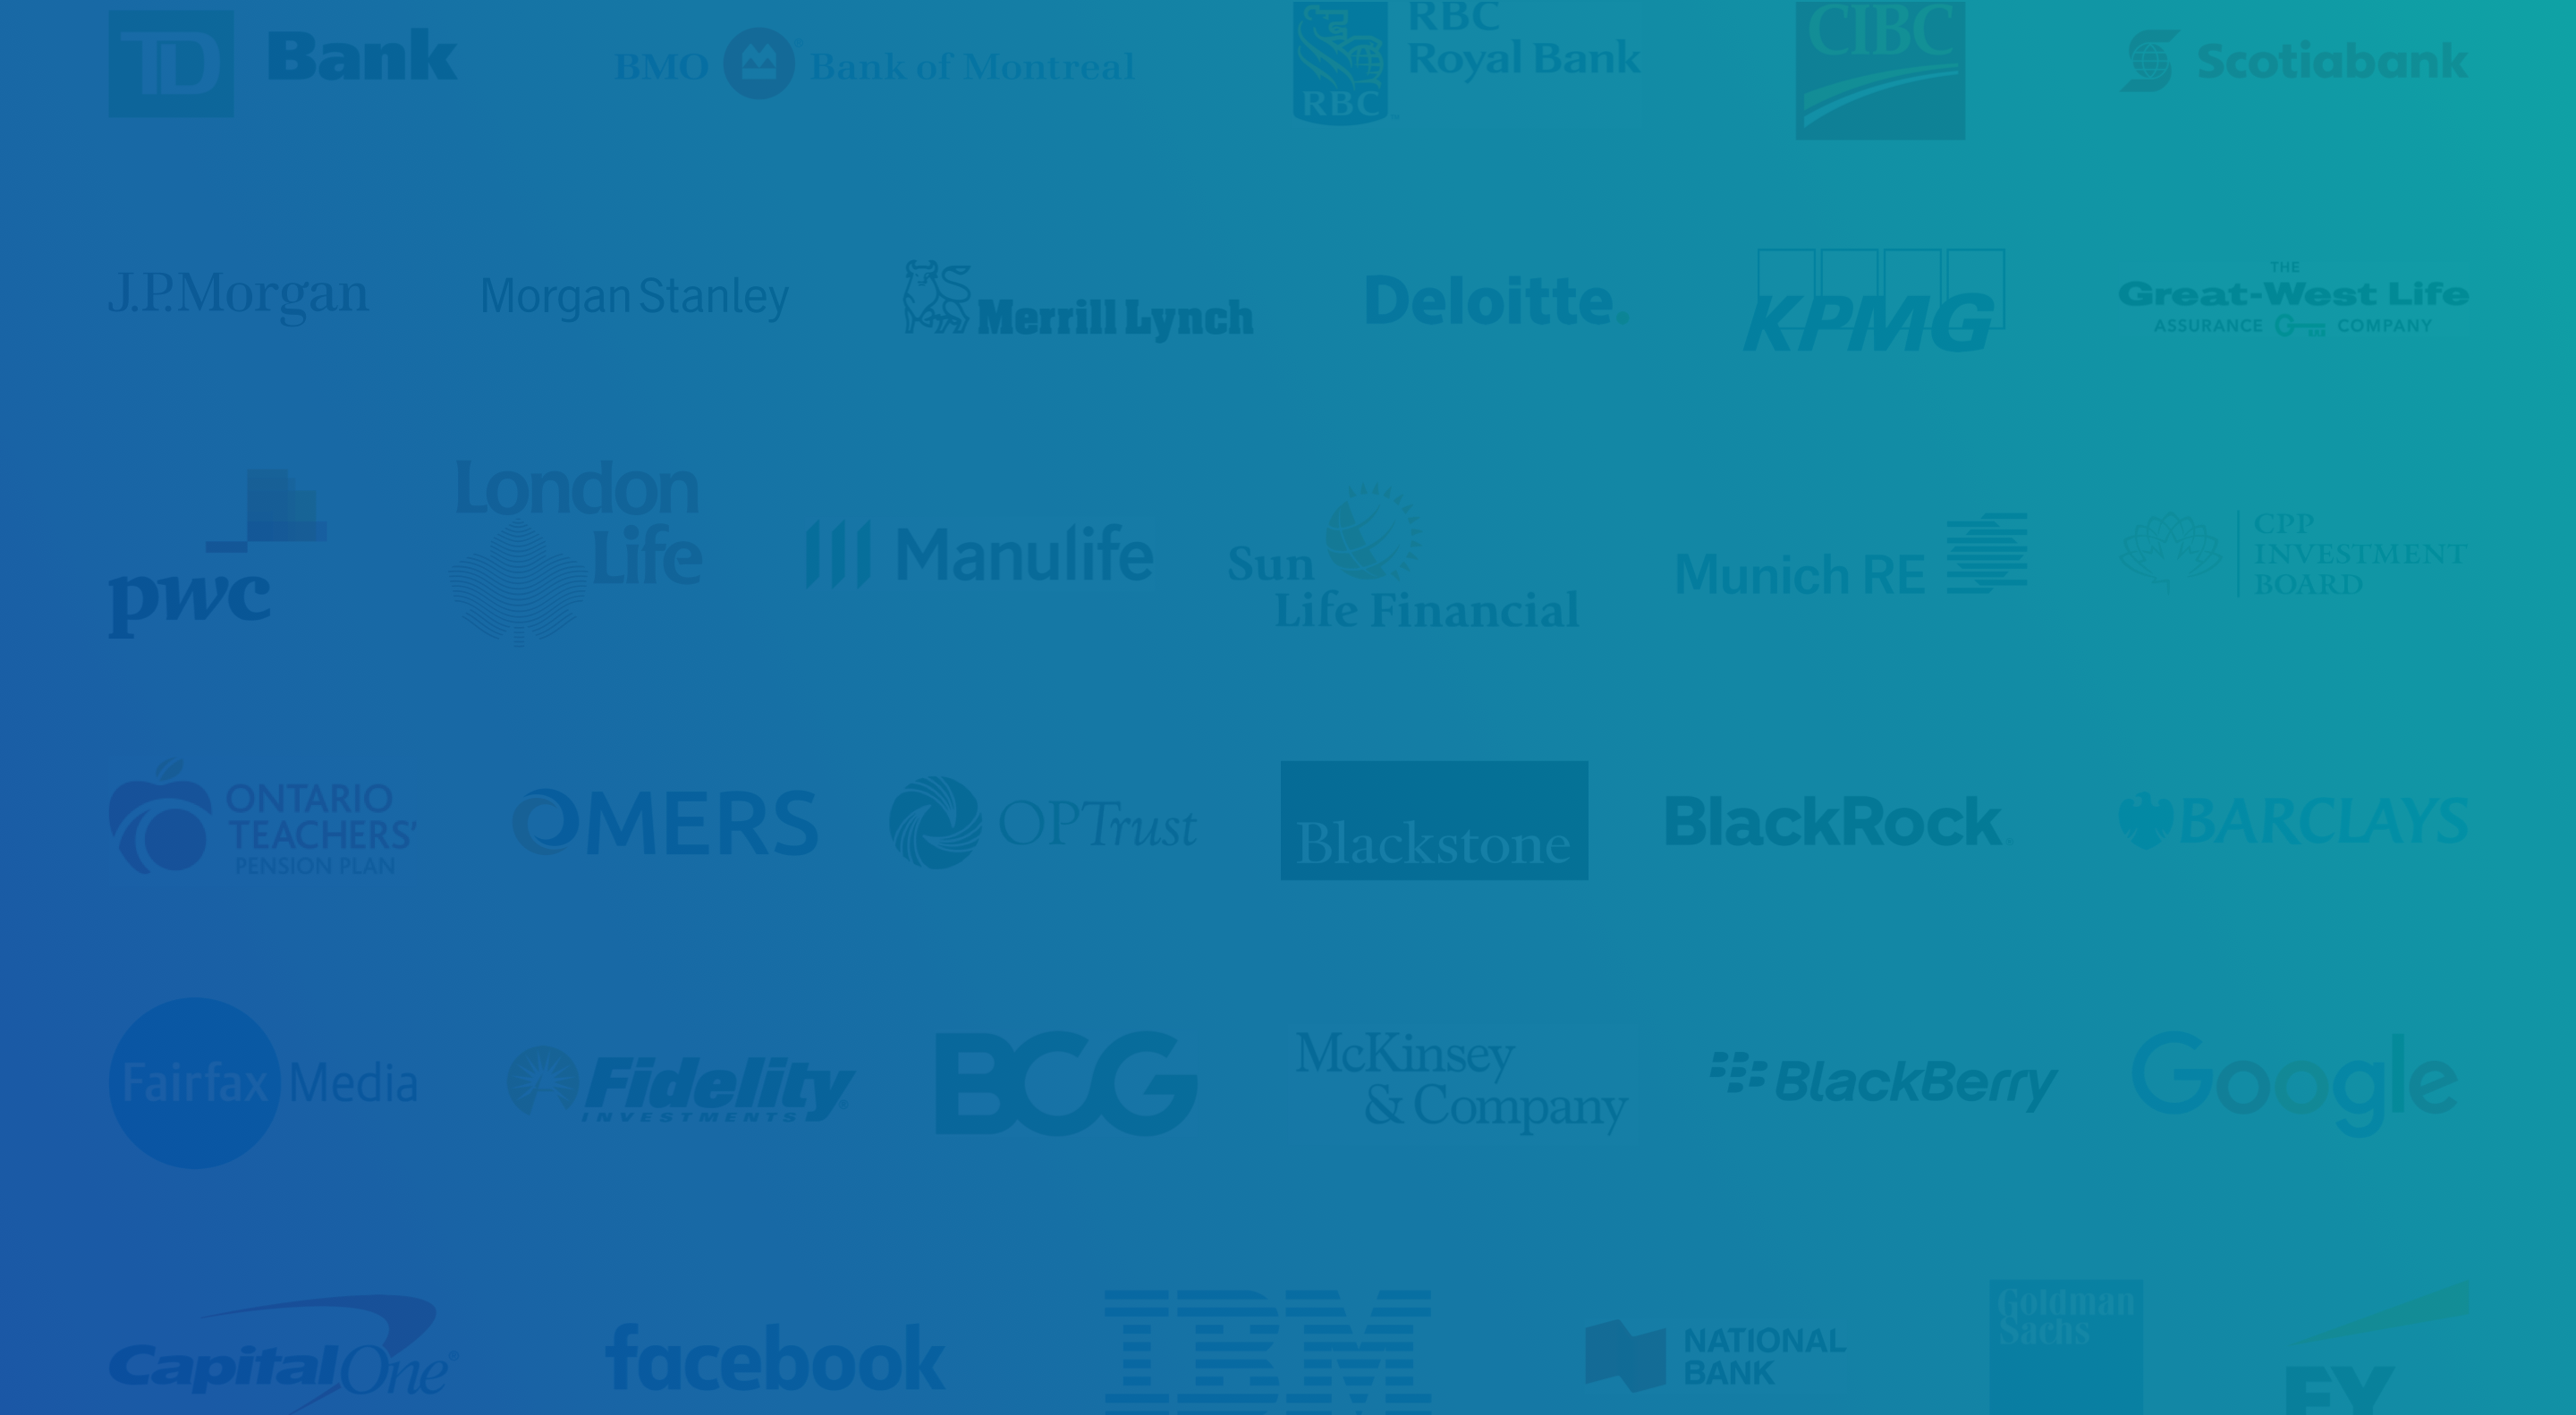 TD Bank
BMO Bank of Montreal
RBC
Royal Bank
RBC
CIBC
Scotiabank
J.P.Morgan
Morgan Stanley
Merrill Lynch
Deloitte.
KPMG
THE
Great-West Life
ASSURANCE COMPANY
pwc
London
Life
Manulife
Sun
Life Financial
Munich RE
CPP
INVESTMENT
BOARD
ONTARIO
TEACHERS'
PENSION PLAN
OMERS
OPTrust
Blackstone
BlackRock
BARCLAYS
Fairfax Media
Fidelity
INVESTMENTS
BCG
McKinsey
& Company
BlackBerry
Google
Capital One
facebook
IBM
NATIONAL
BANK
Goldman
Sachs
EY